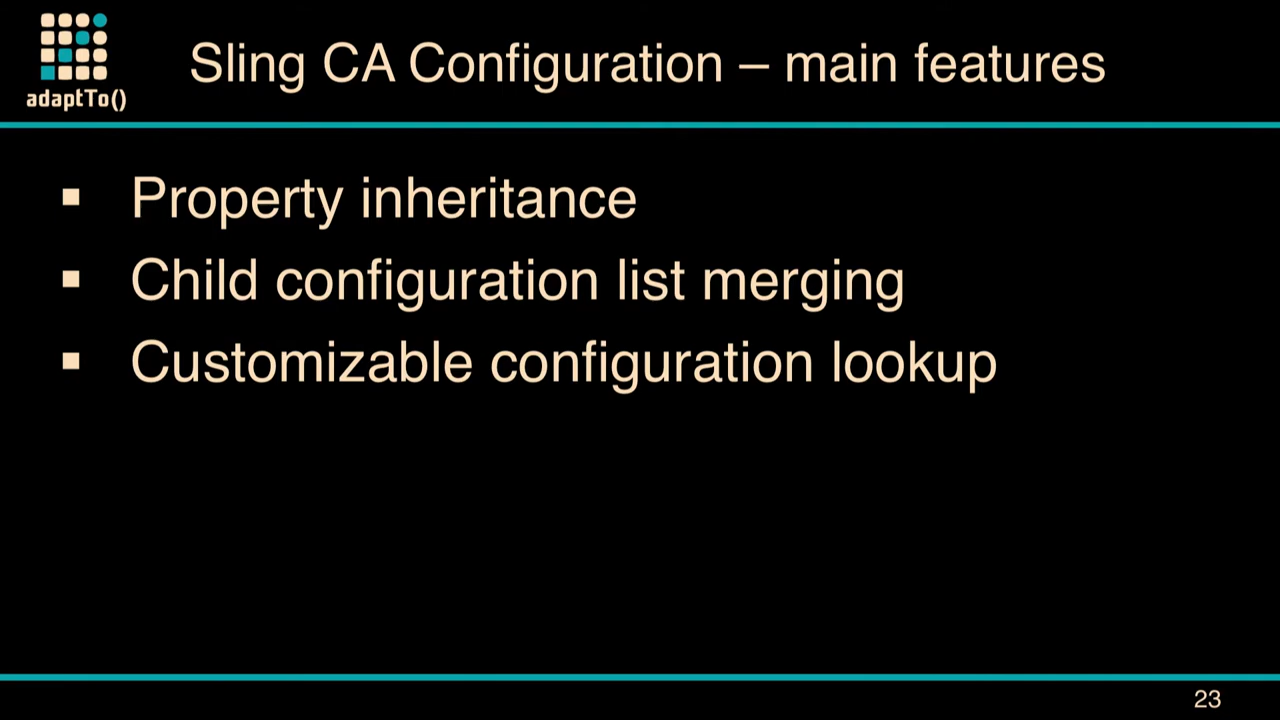 adaptTo()
Sling CA Configuration – main features
▪ Property inheritance
▪ Child configuration list merging
▪ Customizable configuration lookup
23